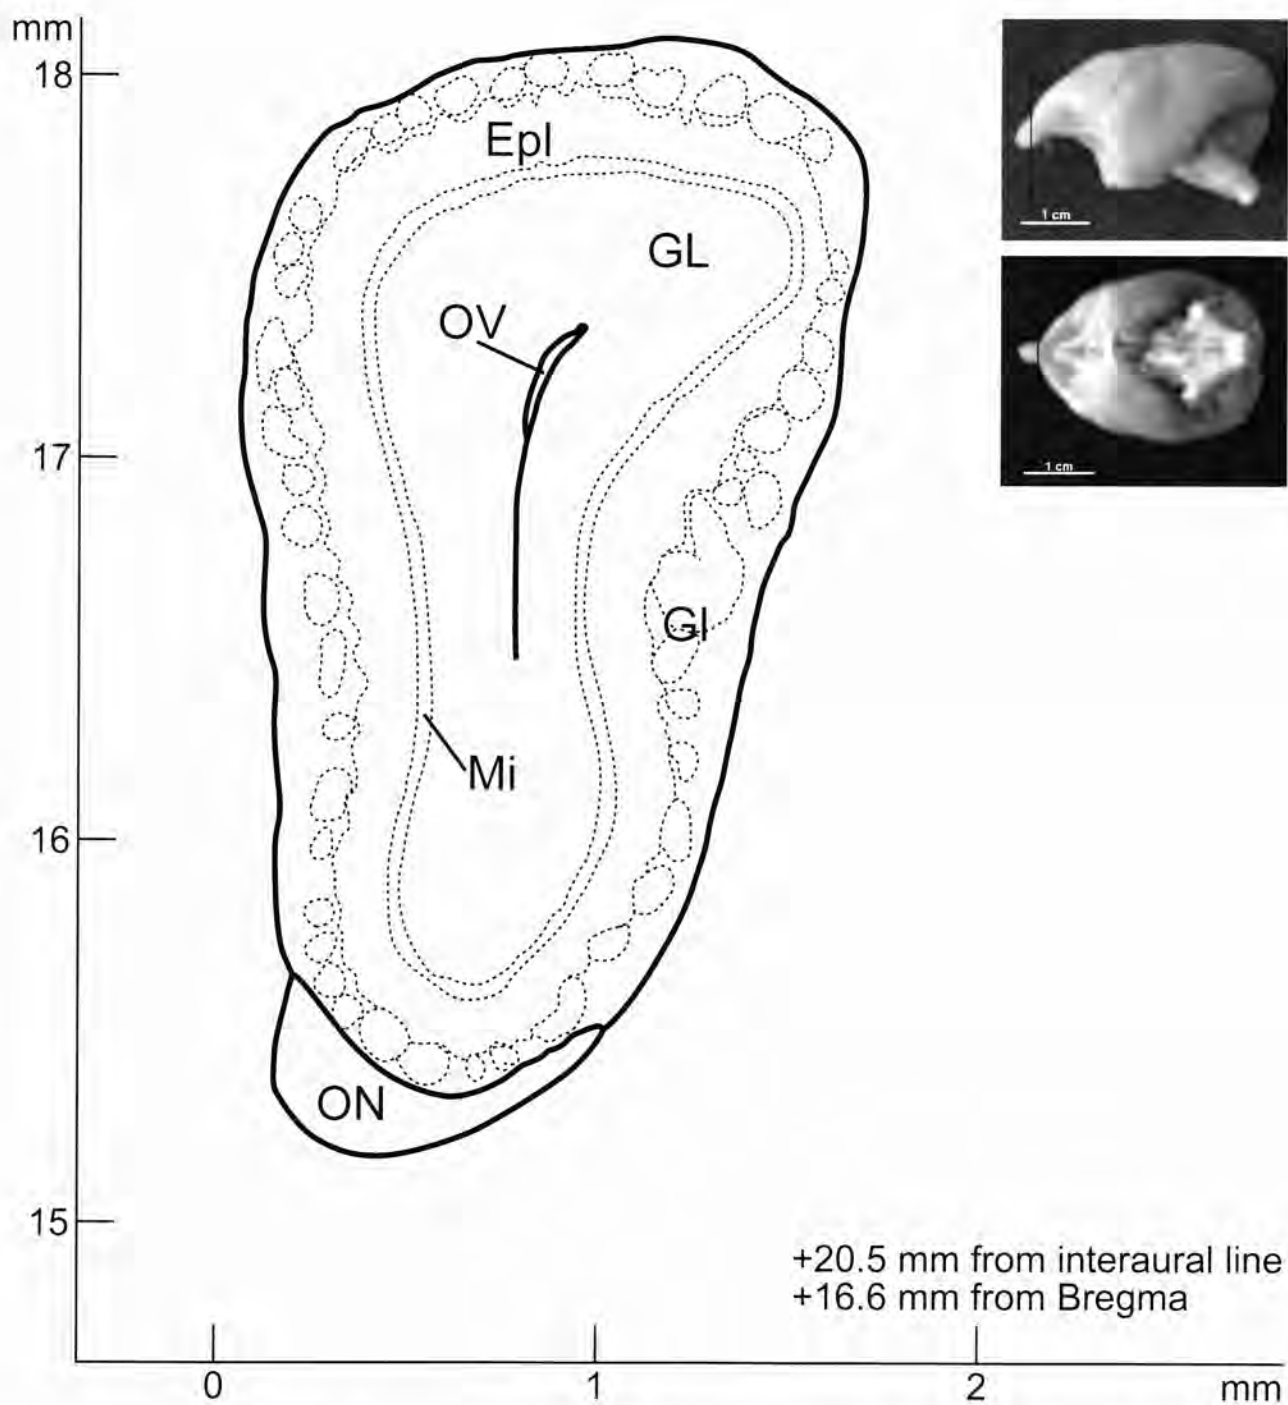 mm
18
17
16
15
Epl
GL
OV
Gl
Mi
ON
1 cm
1 cm
+20.5 mm from interaural line
+16.6 mm from Bregma
0
1
2
mm